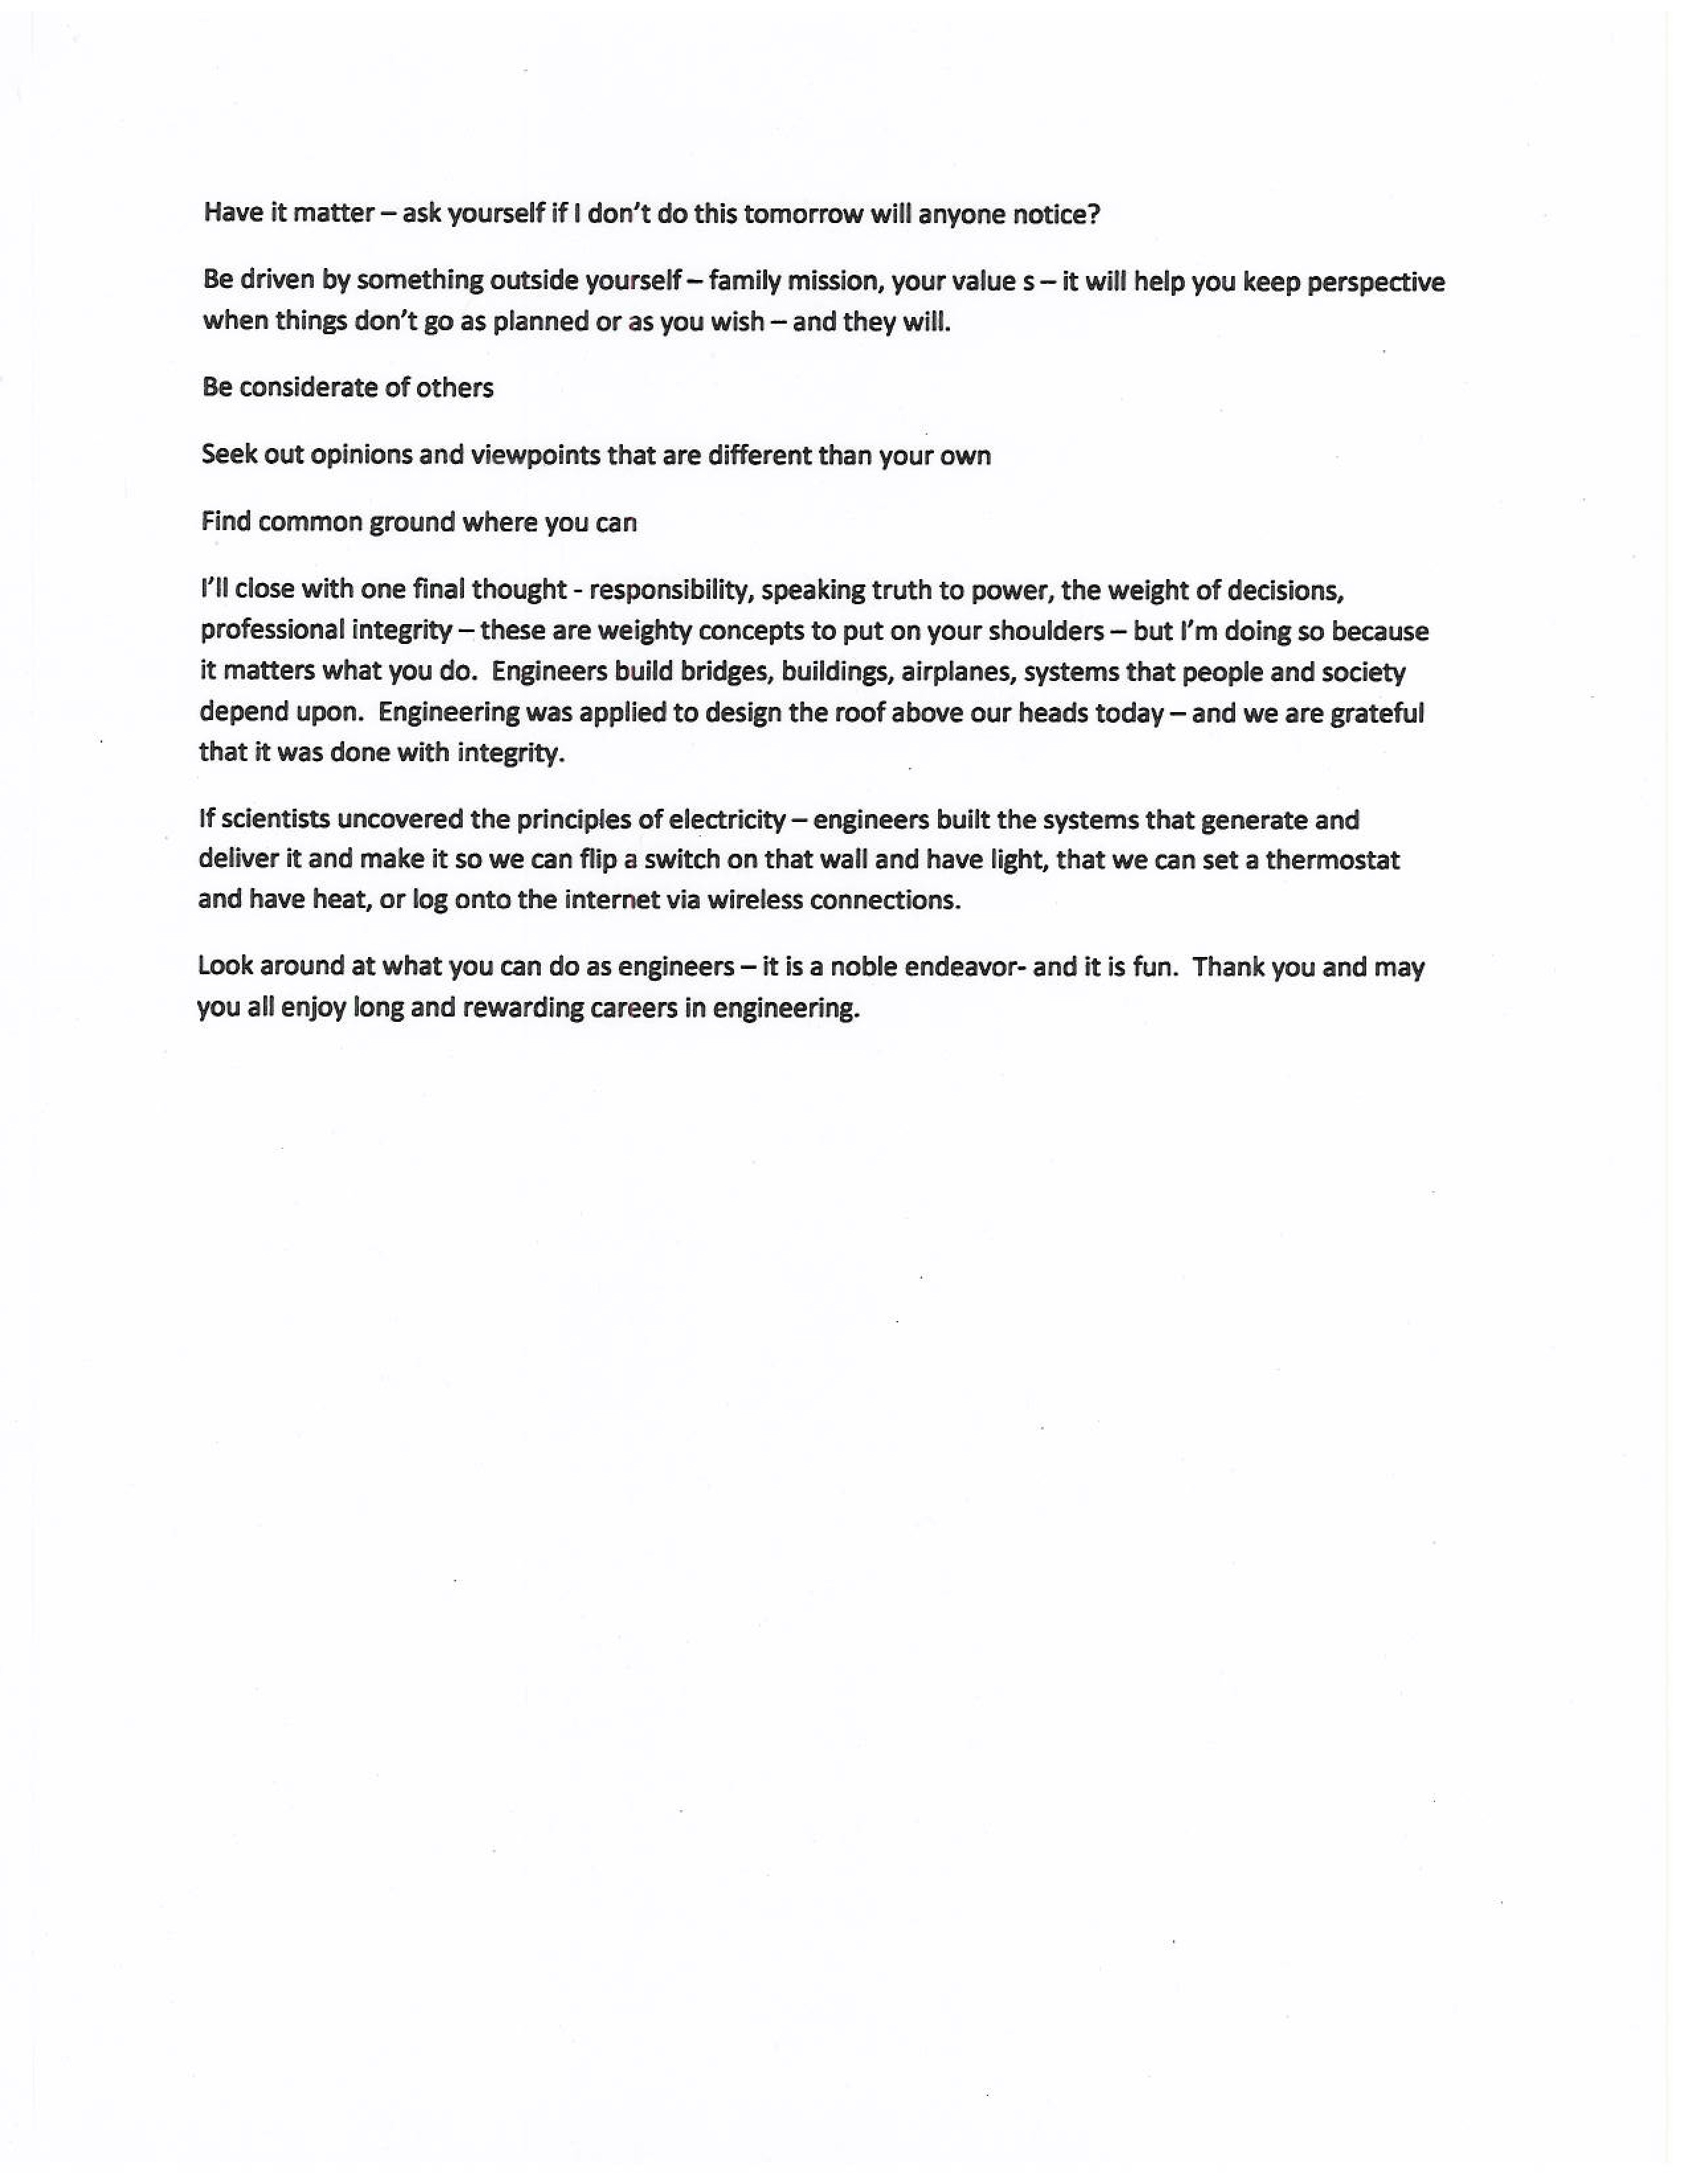 Have it matter – ask yourself if I don't do this tomorrow will anyone notice?
Be driven by something outside yourself – family mission, your value s – it will help you keep perspective
when things don't go as planned or as you wish – and they will.
Be considerate of others
Seek out opinions and viewpoints that are different than your own
Find common ground where you can
I'll close with one final thought - responsibility, speaking truth to power, the weight of decisions,
professional integrity – these are weighty concepts to put on your shoulders – but I'm doing so because
it matters what you do.  Engineers build bridges, buildings, airplanes, systems that people and society
depend upon.  Engineering was applied to design the roof above our heads today – and we are grateful
that it was done with integrity.
If scientists uncovered the principles of electricity – engineers built the systems that generate and
deliver it and make it so we can flip a switch on that wall and have light, that we can set a thermostat
and have heat, or log onto the internet via wireless connections.
Look around at what you can do as engineers – it is a noble endeavor- and it is fun.  Thank you and may
you all enjoy long and rewarding careers in engineering.